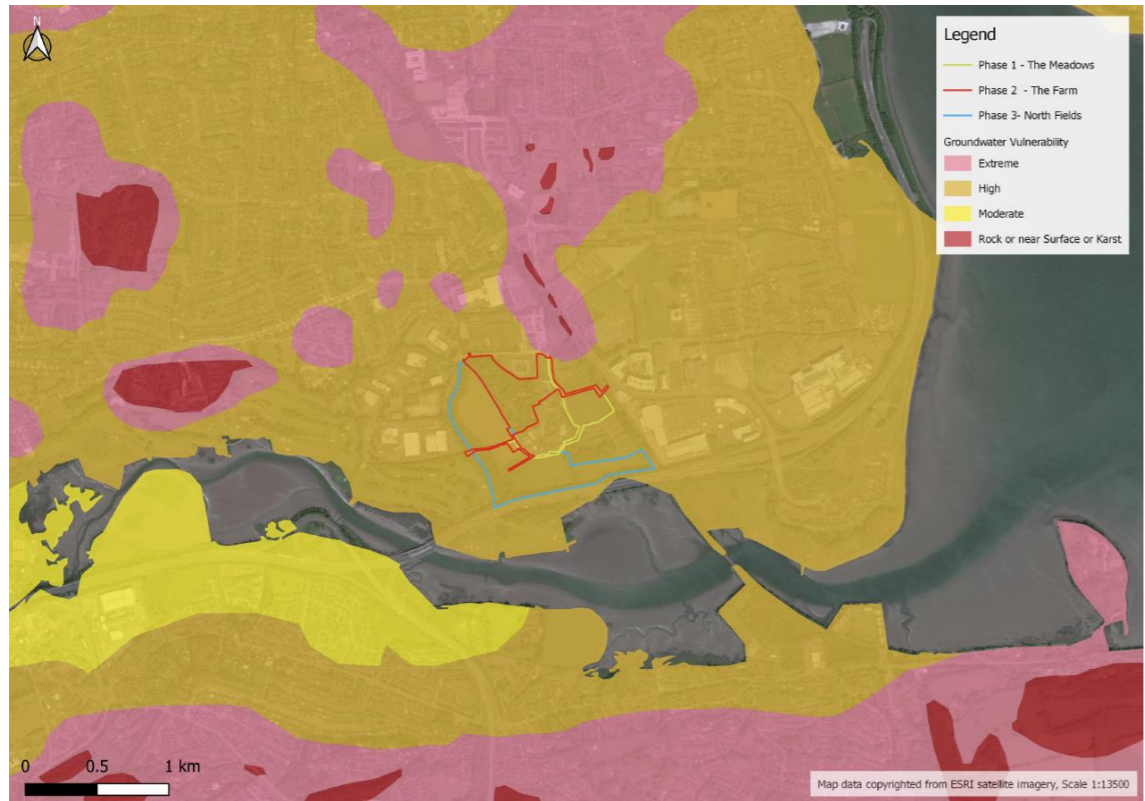 N
Legend
Phase 1 - The Meadows
Phase 2  - The Farm
Phase 3- North Fields
Groundwater Vulnerability
Extreme
High
Moderate
Rock or near Surface or Karst
0 0.5 1 km
Map data copyrighted from ESRI satellite imagery, Scale 1:13500